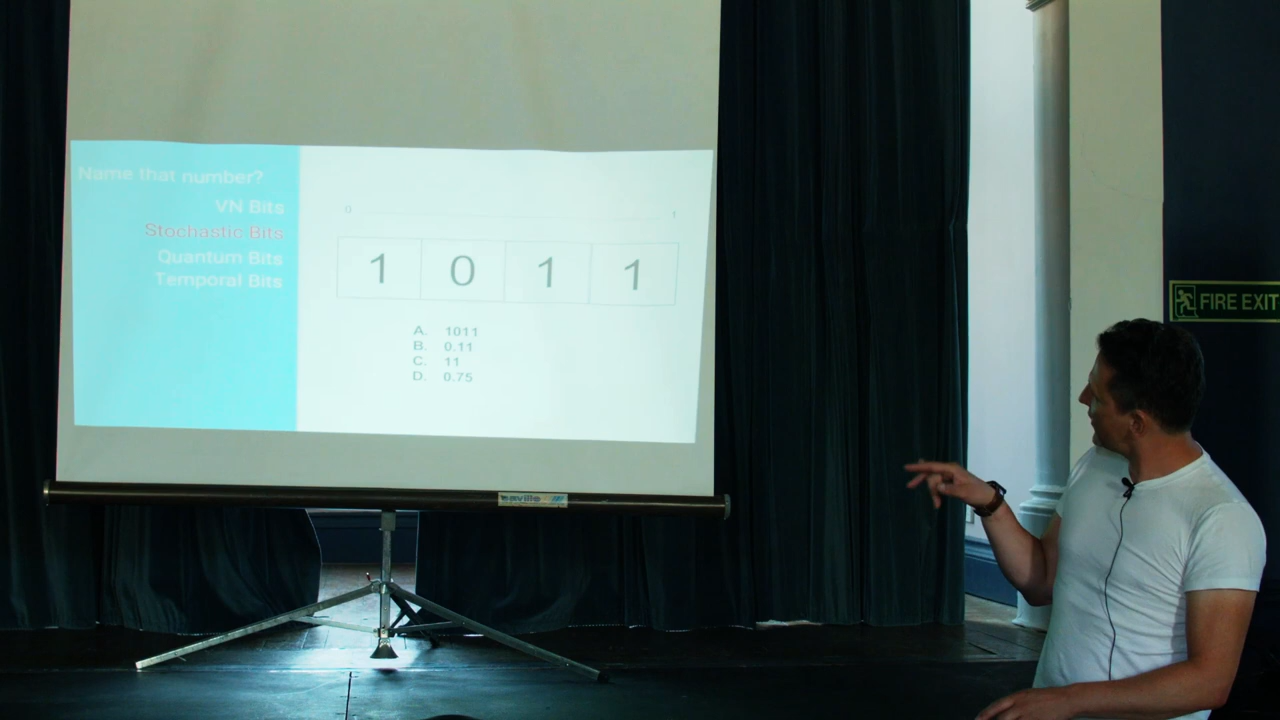 Name that number?
VN Bits
Stochastic Bits
Quantum Bits
Temporal Bits
0 1
1 0 1 1
A. 1011
B. 0.11
C. 11
D. 0.75
saville
FIRE EXIT